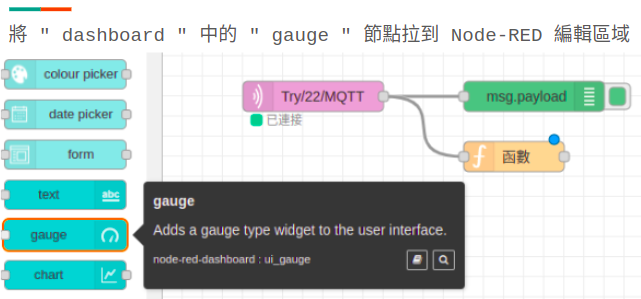 將 " dashboard " 中的 " gauge " 節點拉到 Node-RED 編輯區域
colour picker
date picker
form
text
abc
gauge
chart
Try/22/MQTT
已連接
msg.payload
函數
gauge
Adds a gauge type widget to the user interface.
node-red-dashboard : ui_gauge